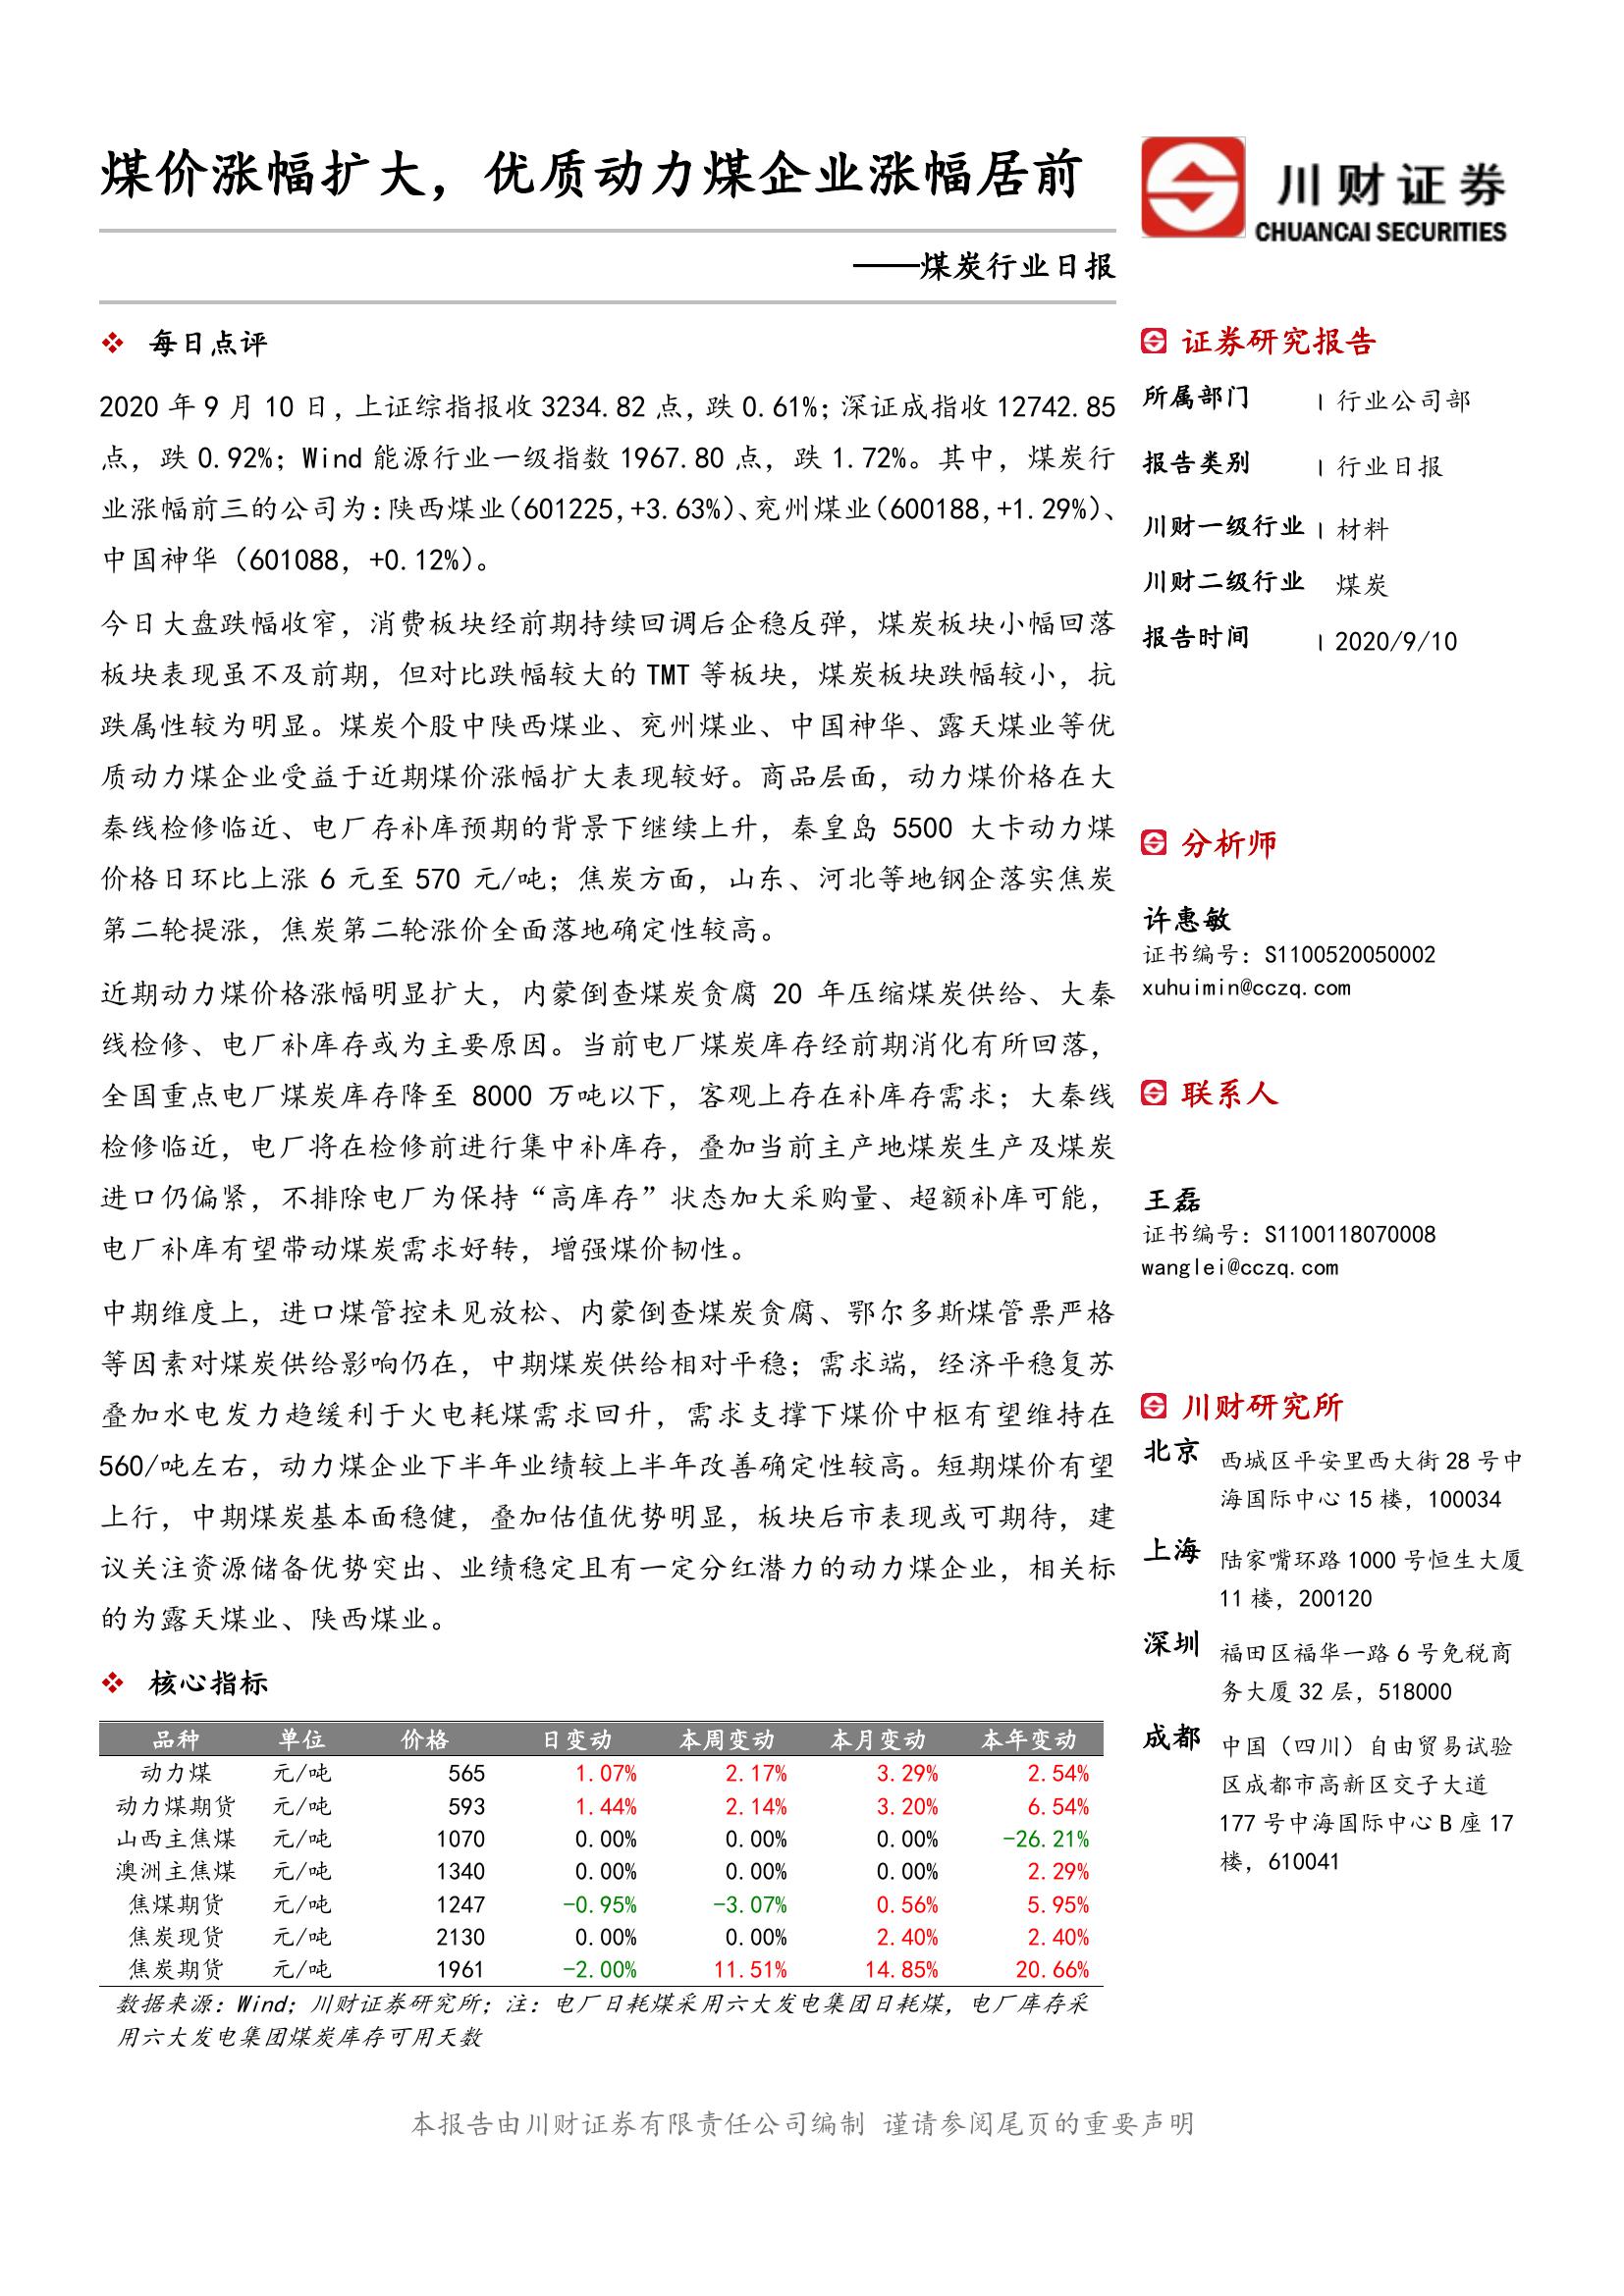 煤价涨幅扩大，优质动力煤企业涨幅居前
川财证券
CHUANCAI SECURITIES
——煤炭行业日报
每日点评
2020 年 9 月 10 日，上证综指报收 3234.82 点，跌 0.61%；深证成指收 12742.85
点，跌 0.92%；Wind 能源行业一级指数 1967.80 点，跌 1.72%。其中，煤炭行
业涨幅前三的公司为：陕西煤业（601225,+3.63%）、兖州煤业（600188,+1.29%）、
中国神华（601088, +0.12%）。
今日大盘跌幅收窄，消费板块经前期持续回调后企稳反弹，煤炭板块小幅回落
板块表现虽不及前期，但对比跌幅较大的 TMT 等板块，煤炭板块跌幅较小，抗
跌属性较为明显。煤炭个股中陕西煤业、兖州煤业、中国神华、露天煤业等优
质动力煤企业受益于近期煤价涨幅扩大表现较好。商品层面，动力煤价格在大
秦线检修临近、电厂存补库预期的背景下继续上升，秦皇岛 5500 大卡动力煤
价格日环比上涨 6 元至 570 元/吨；焦炭方面，山东、河北等地钢企落实焦炭
第二轮提涨，焦炭第二轮涨价全面落地确定性较高。
近期动力煤价格涨幅明显扩大，内蒙倒查煤炭贪腐 20 年压缩煤炭供给、大秦
线检修、电厂补库存或为主要原因。当前电厂煤炭库存经前期消化有所回落，
全国重点电厂煤炭库存降至 8000 万吨以下，客观上存在补库存需求；大秦线
检修临近，电厂将在检修前进行集中补库存，叠加当前主产地煤炭生产及煤炭
进口仍偏紧，不排除电厂为保持“高库存”状态加大采购量、超额补库可能，
电厂补库有望带动煤炭需求好转，增强煤价韧性。
中期维度上，进口煤管控未见放松、内蒙倒查煤炭贪腐、鄂尔多斯煤管票严格
等因素对煤炭供给影响仍在，中期煤炭供给相对平稳；需求端，经济平稳复苏
叠加水电发力趋缓利于火电耗煤需求回升，需求支撑下煤价中枢有望维持在
560/吨左右，动力煤企业下半年业绩较上半年改善确定性较高。短期煤价有望
上行，中期煤炭基本面稳健，叠加估值优势明显，板块后市表现或可期待，建
议关注资源储备优势突出、业绩稳定且有一定分红潜力的动力煤企业，相关标
的为露天煤业、陕西煤业。
核心指标
品种 单位 价格 日变动 本周变动 本月变动 本年变动
动力煤 元/吨 565 1.07% 2.17% 3.29% 2.54%
动力煤期货 元/吨 593 1.44% 2.14% 3.20% 6.54%
山西主焦煤 元/吨 1070 0.00% 0.00% 0.00% -26.21%
澳洲主焦煤 元/吨 1340 0.00% 0.00% 0.00% 2.29%
焦煤期货 元/吨 1247 -0.95% -3.07% 0.56% 5.95%
焦炭现货 元/吨 2130 0.00% 0.00% 2.40% 2.40%
焦炭期货 元/吨 1961 -2.00% 11.51% 14.85% 20.66%
数据来源：Wind；川财证券研究所；注：电厂日耗煤采用六大发电集团日耗煤，电厂库存采
用六大发电集团煤炭库存可用天数
证券研究报告
所属部门 | 行业公司部
报告类别 | 行业日报
川财一级行业 | 材料
川财二级行业 煤炭
报告时间 | 2020/9/10
分析师
许惠敏
证书编号：S1100520050002
xuhuimin@cczq.com
联系人
王磊
证书编号：S1100118070008
wanglei@cczq.com
川财研究所
北京 西城区平安里西大街 28 号中
海国际中心 15 楼，100034
上海 陆家嘴环路 1000 号恒生大厦
11 楼，200120
深圳 福田区福华一路 6 号免税商
务大厦 32 层，518000
成都 中国（四川）自由贸易试验
区成都市高新区交子大道
177 号中海国际中心 B 座 17
楼，610041
本报告由川财证券有限责任公司编制 谨请参阅尾页的重要声明